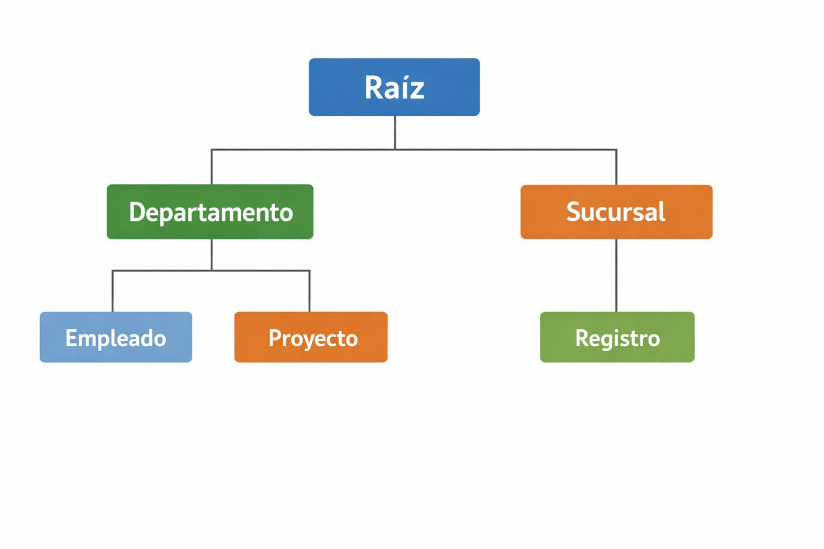 Raíz
Departamento
Sucursal
Empleado
Proyecto
Registro